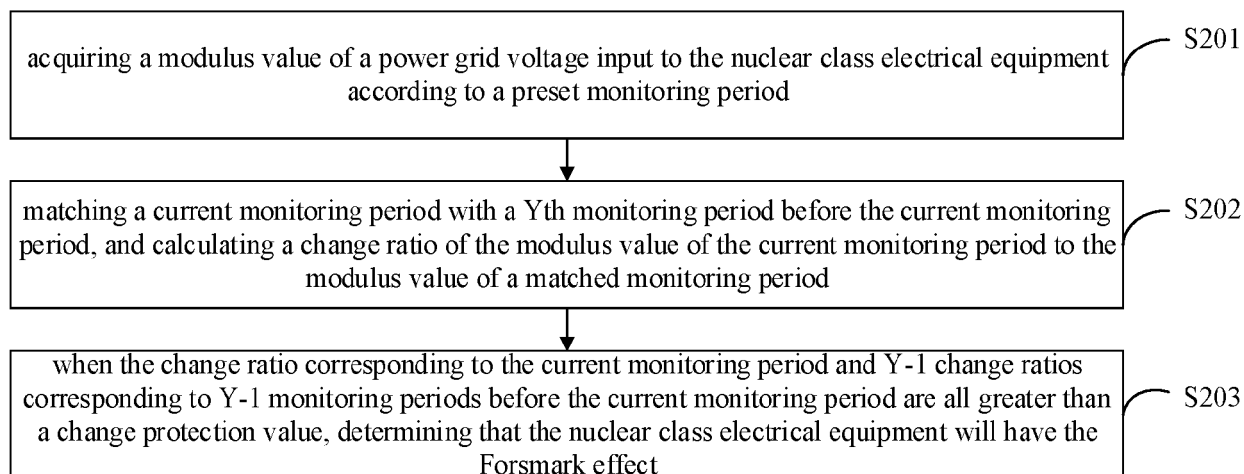 acquiring a modulus value of a power grid voltage input to the nuclear class electrical equipment
according to a preset monitoring period
S201
matching a current monitoring period with a Yth monitoring period before the current monitoring
period, and calculating a change ratio of the modulus value of the current monitoring period to the
modulus value of a matched monitoring period
S202
when the change ratio corresponding to the current monitoring period and Y-1 change ratios
corresponding to Y-1 monitoring periods before the current monitoring period are all greater than
a change protection value, determining that the nuclear class electrical equipment will have the
Forsmark effect
S203